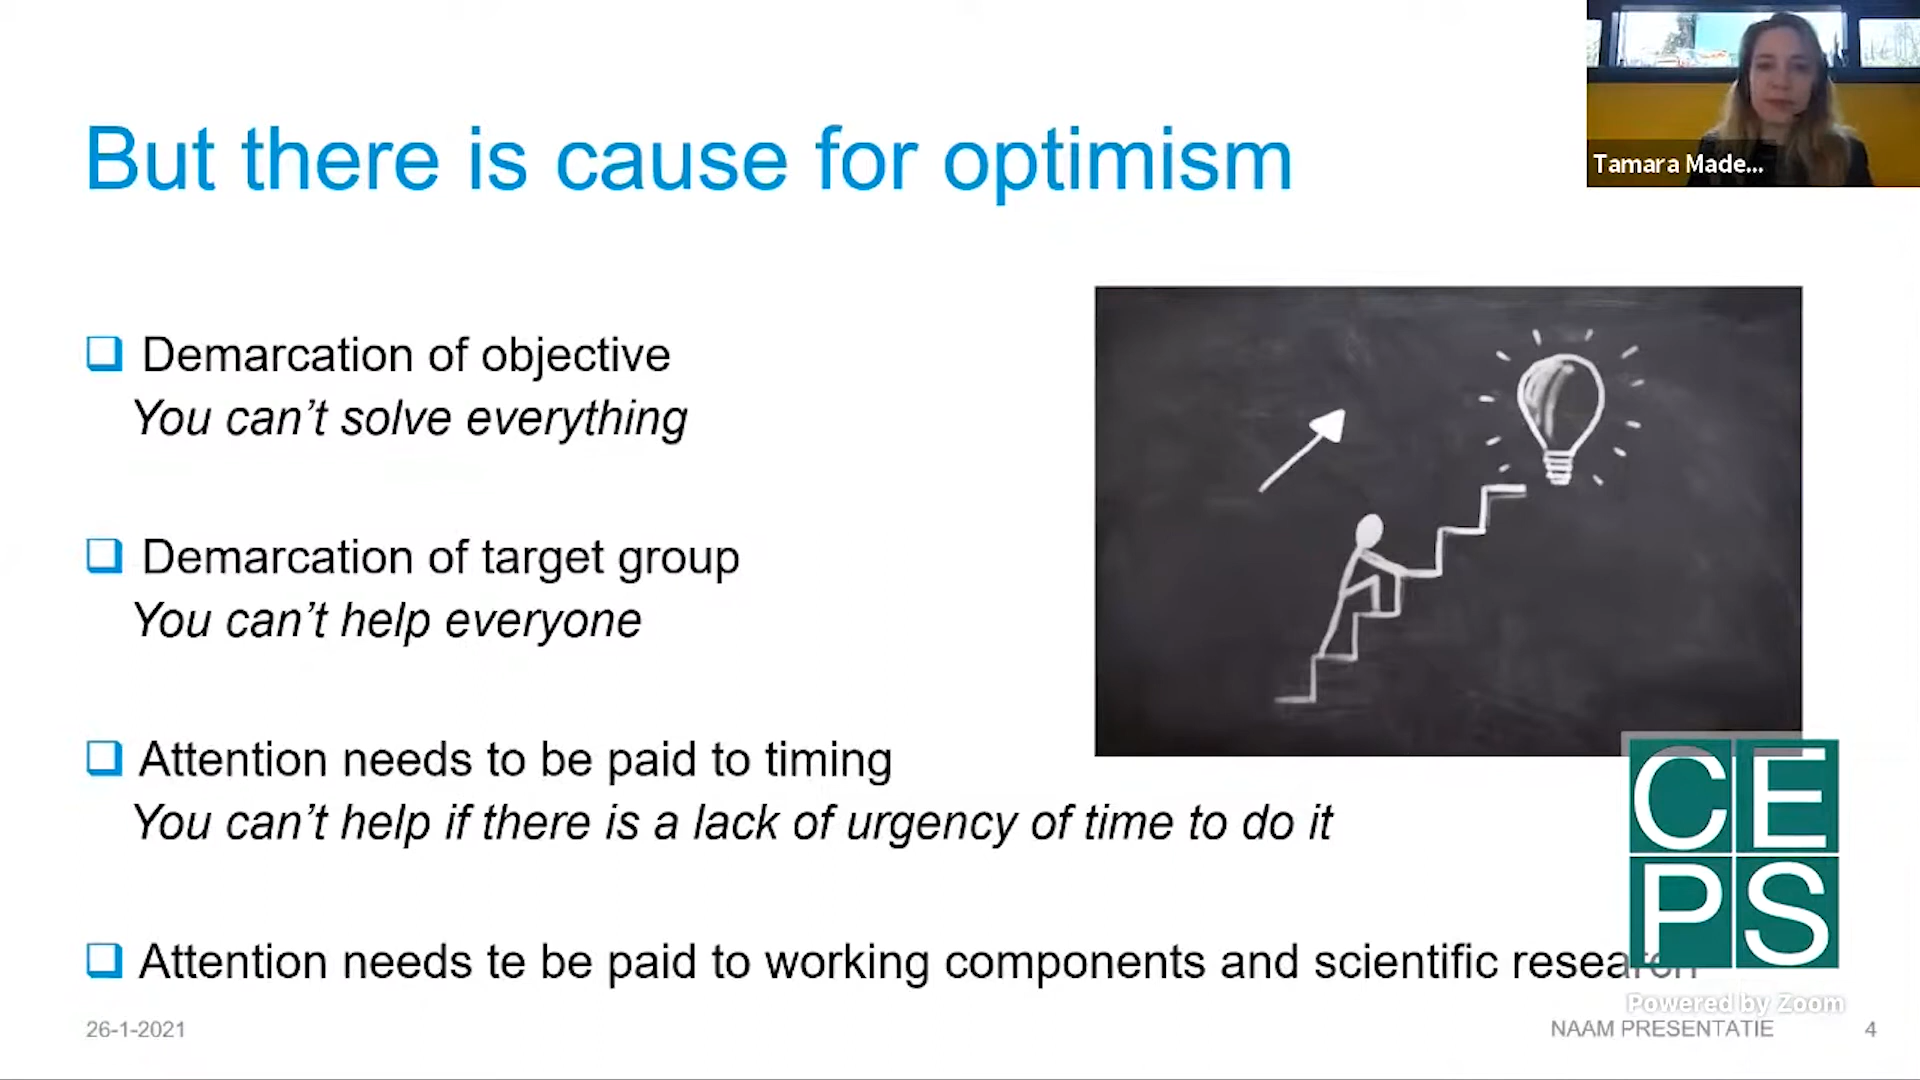 But there is cause for optimism
Tamara Made...
Demarcation of objective
You can't solve everything
Demarcation of target group
You can't help everyone
Attention needs to be paid to timing
You can't help if there is a lack of urgency of time to do it
Attention needs te be paid to working components and scientific research
CE
PS
Powered by Zoom
26-1-2021
NAAM PRESENTATIE
4